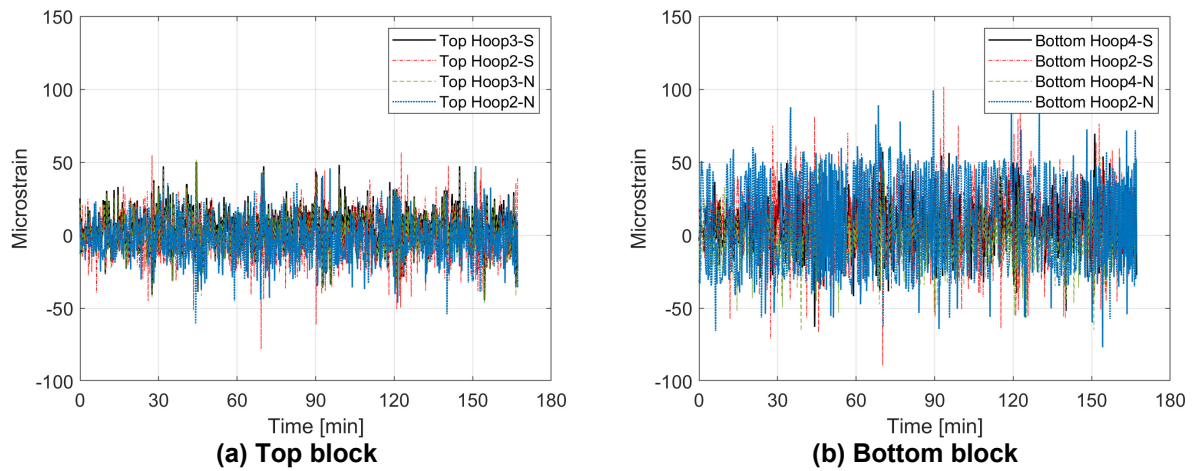 150
100
50
0
-50
-100
Microstrain
0
30
60
90
120
150
180
Time [min]
Top Hoop3-S
Top Hoop2-S
Top Hoop3-N
Top Hoop2-N
(a) Top block
150
100
50
0
-50
-100
Microstrain
0
30
60
90
120
150
180
Time [min]
Bottom Hoop4-S
Bottom Hoop2-S
Bottom Hoop4-N
Bottom Hoop2-N
(b) Bottom block